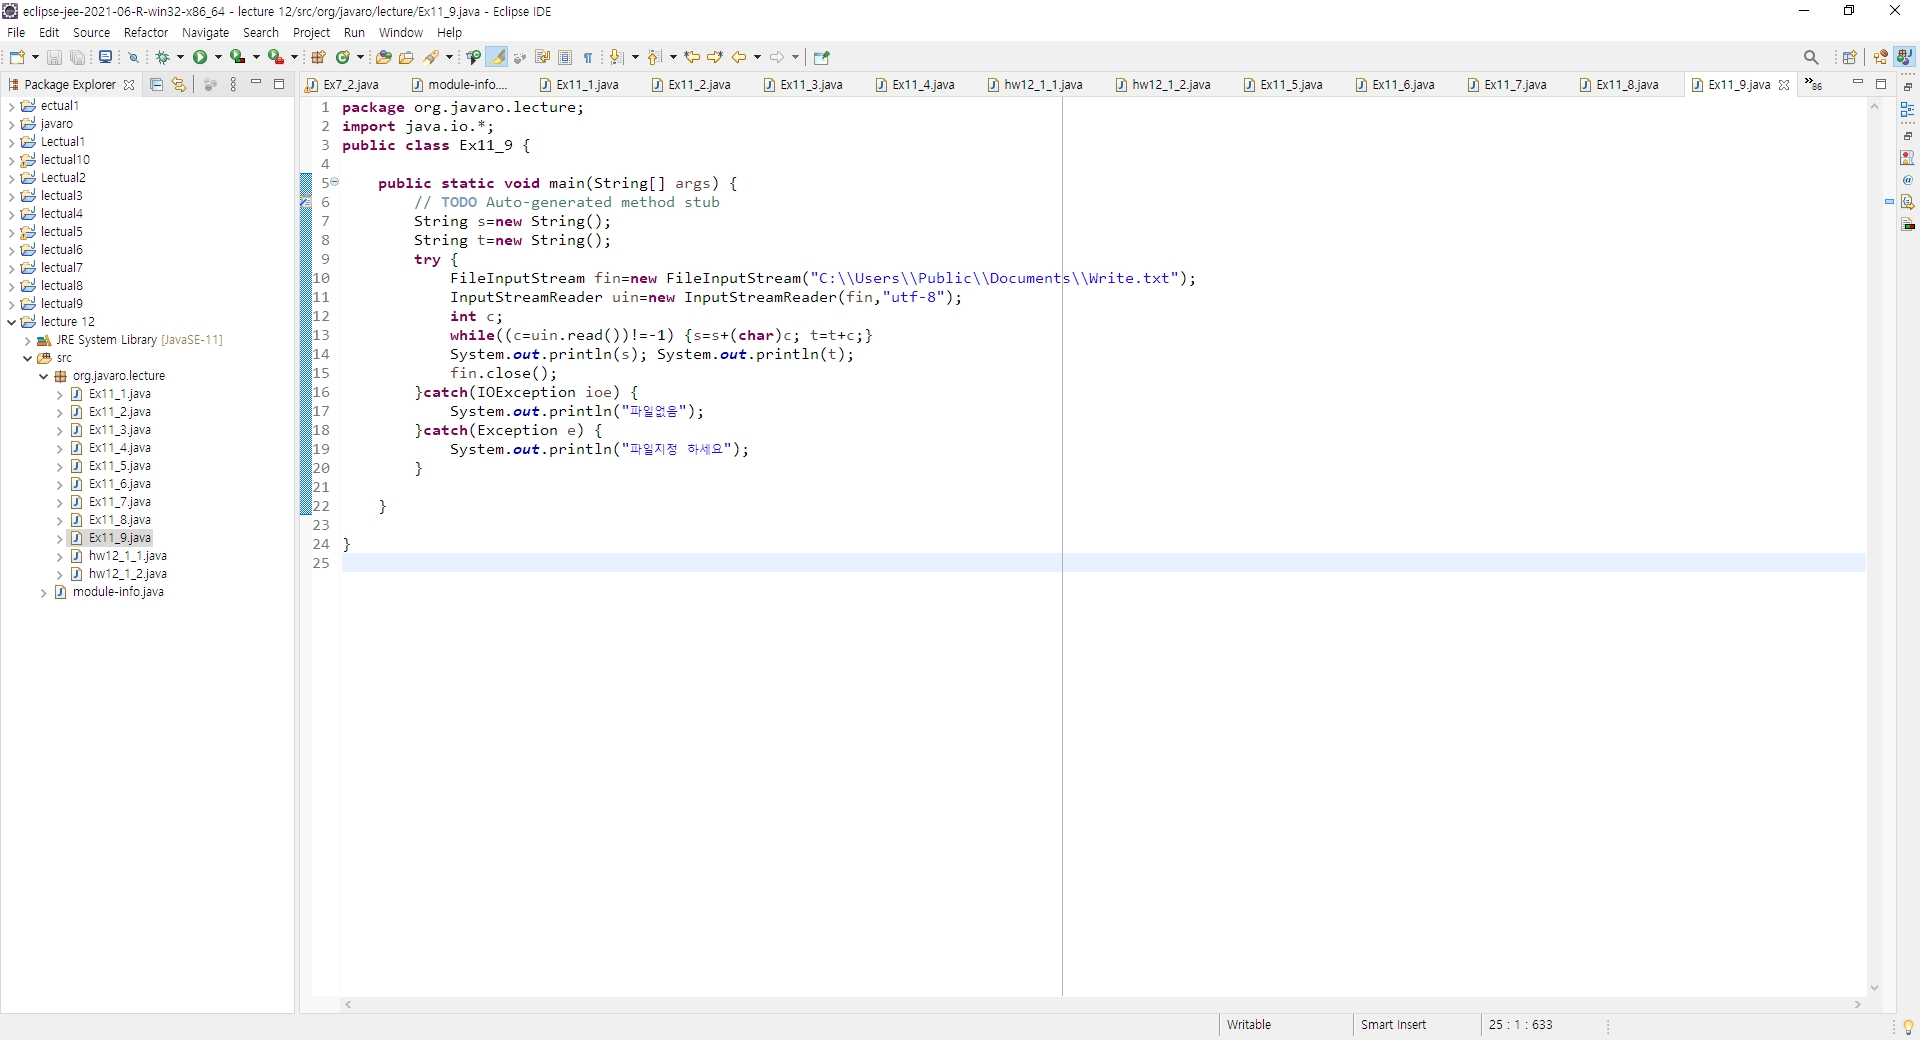 eclipse-jee-2021-06-R-win32-x86_64 - lecture 12/src/org/javaro/lecture/Ex11_9.java - Eclipse IDE
File Edit Source Refactor Navigate Search Project Run Window Help
Package Explorer
Ex7_2.java module-info.... Ex11_1.java Ex11_2.java Ex11_3.java Ex11_4.java hw12_1_1.java hw12_1_2.java Ex11_5.java Ex11_6.java Ex11_7.java Ex11_8.java Ex11_9.java »86
ectual1
javaro
Lectual1
lectual10
Lectual2
lectual3
lectual4
lectual5
lectual6
lectual7
lectual8
lectual9
lecture 12
JRE System Library [JavaSE-11]
src
org.javaro.lecture
Ex11_1.java
Ex11_2.java
Ex11_3.java
Ex11_4.java
Ex11_5.java
Ex11_6.java
Ex11_7.java
Ex11_8.java
Ex11_9.java
hw12_1_1.java
hw12_1_2.java
module-info.java
1 package org.javaro.lecture;
2 import java.io.*;
3 public class Ex11_9 {
4
5 public static void main(String[] args) {
6 // TODO Auto-generated method stub
7 String s=new String();
8 String t=new String();
9 try {
10 FileInputStream fin=new FileInputStream("C:\\Users\\Public\\Documents\\Write.txt");
11 InputStreamReader uin=new InputStreamReader(fin,"utf-8");
12 int c;
13 while((c=uin.read())!=-1) {s=s+(char)c; t=t+c;}
14 System.out.println(s); System.out.println(t);
15 fin.close();
16 }catch(IOException ioe) {
17 System.out.println("파일없음");
18 }catch(Exception e) {
19 System.out.println("파일지정 하세요");
20 }
21
22 }
23
24 }
25
Writable Smart Insert 25 : 1 : 633